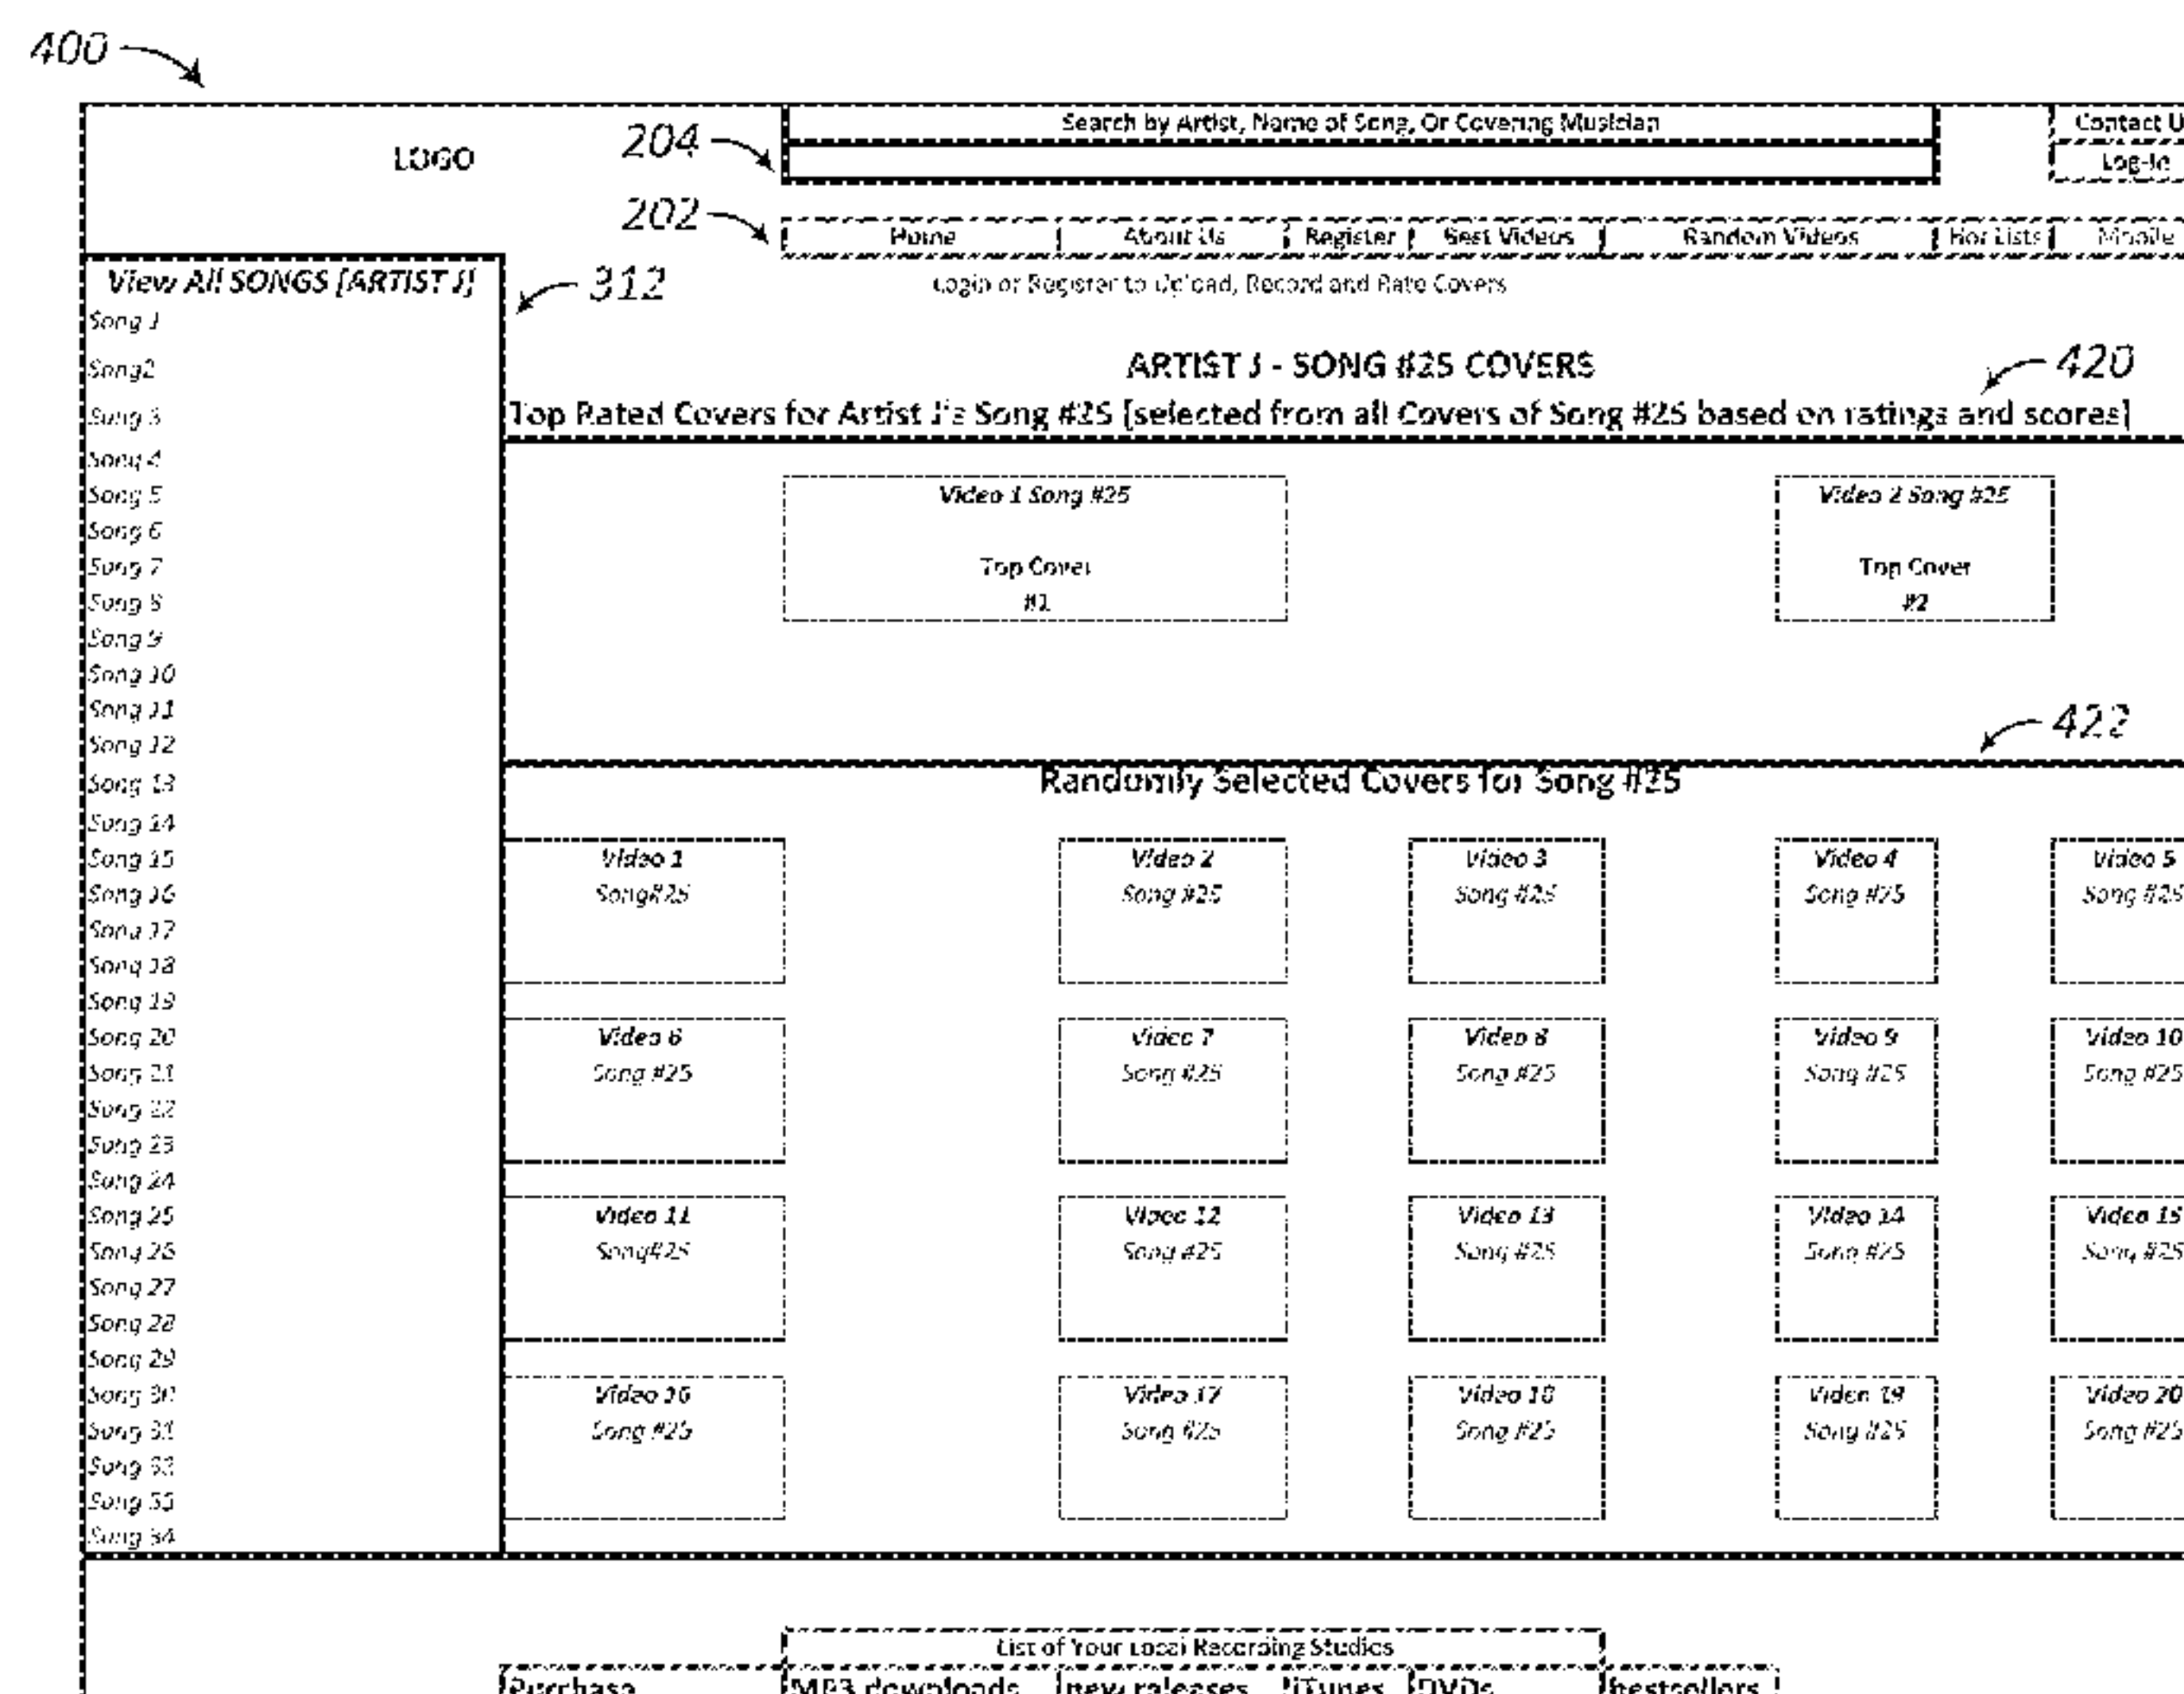 400
LOGO
204
Search by Artist, Name of Song, Or Covering Musician
Contact U
Log-In
202
Home About Us Register Best Videos Random Videos Hot Lists Mobile
Login or Register to Upload, Record and Rate Covers
View All SONGS [ARTIST J]
312
Song 1
Song2
Song 3
Song 4
Song 5
Song 6
Song 7
Song 8
Song 9
Song 10
Song 11
Song 12
Song 13
Song 14
Song 15
Song 16
Song 17
Song 18
Song 19
Song 20
Song 21
Song 22
Song 23
Song 24
Song 25
Song 26
Song 27
Song 28
Song 29
Song 30
Song 31
Song
Song
Song 34
ARTIST J - SONG #25 COVERS
420
Top Rated Covers for Artist J's Song #25 [selected from all Covers of Song #25 based on ratings and scores]
Video 1 Song #25
Top Cover
#1
Video 2 Song #25
Top Cover
#2
422
Randomly Selected Covers for Song #25
Video 1 Video 2 Video 3 Video 4 Video 5
Song#25 Song #25 Song #25 Song #25 Song #25
Video 6 Video 7 Video 8 Video 9 Video 10
Song #25 Song #25 Song #25 Song #25 Song #25
Video 11 Video 12 Video 13 Video 14 Video 15
Song#25 Song #25 Song #25 Song #25 Song #25
Video 16 Video 17 Video 18 Video 19 Video 20
Song #25 Song #25 Song #25 Song #25 Song #25
List of Your Local Recording Studios
Purchase MP3 downloads new releases iTunes DVDs bestsellers